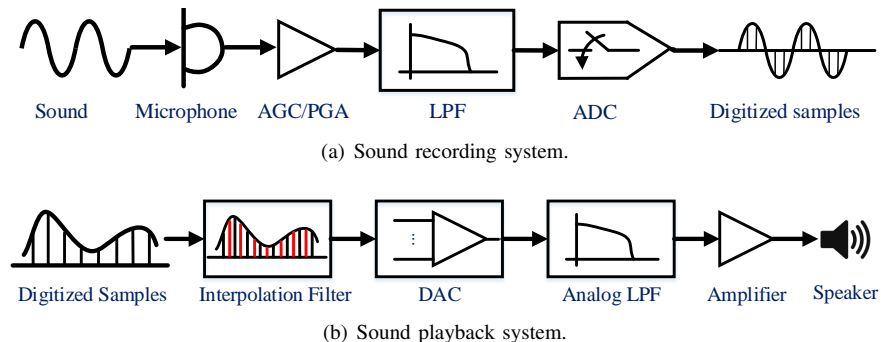 Sound Microphone AGC/PGA LPF ADC Digitized samples
(a) Sound recording system.
Digitized Samples Interpolation Filter DAC Analog LPF Amplifier Speaker
(b) Sound playback system.